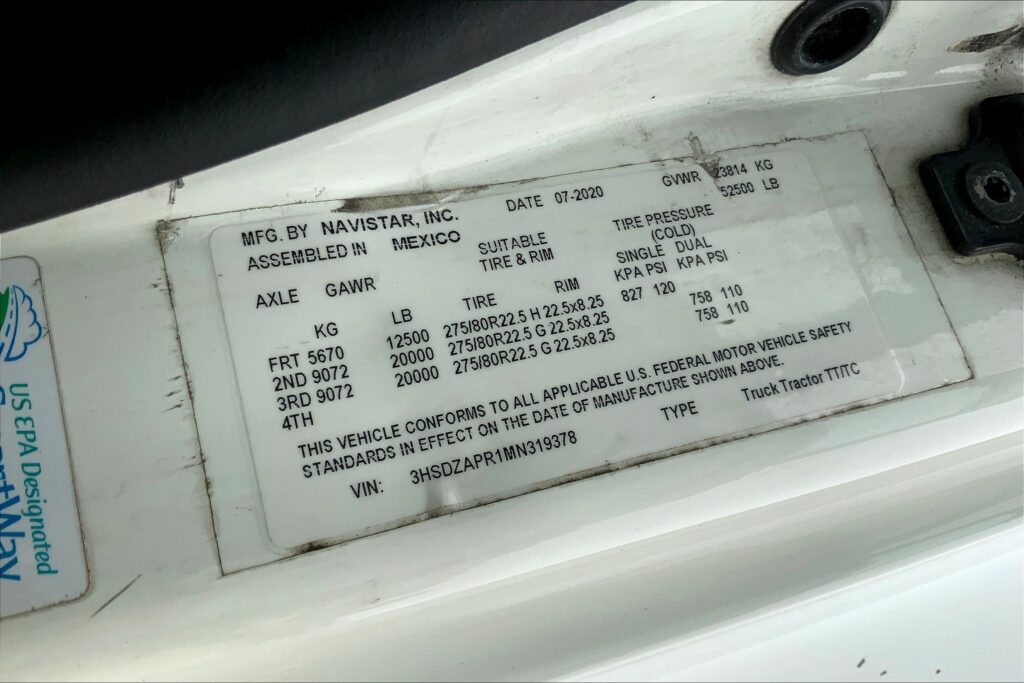 MFG. BY NAVISTAR, INC. DATE 07-2020 GVWR 23814 KG
ASSEMBLED IN MEXICO 52500 LB
SUITABLE TIRE PRESSURE
TIRE & RIM (COLD)
AXLE GAWR SINGLE DUAL
KG LB TIRE RIM KPA PSI KPA PSI
FRT 5670 12500 275/80R22.5 H 22.5x8.25 827 120
2ND 9072 20000 275/80R22.5 G 22.5x8.25 758 110
3RD 9072 20000 275/80R22.5 G 22.5x8.25 758 110
4TH
THIS VEHICLE CONFORMS TO ALL APPLICABLE U.S. FEDERAL MOTOR VEHICLE SAFETY
STANDARDS IN EFFECT ON THE DATE OF MANUFACTURE SHOWN ABOVE.
VIN: 3HSDZAPR1MN319378 TYPE Truck Tractor TT/TC
US EPA Designated
SmartWay